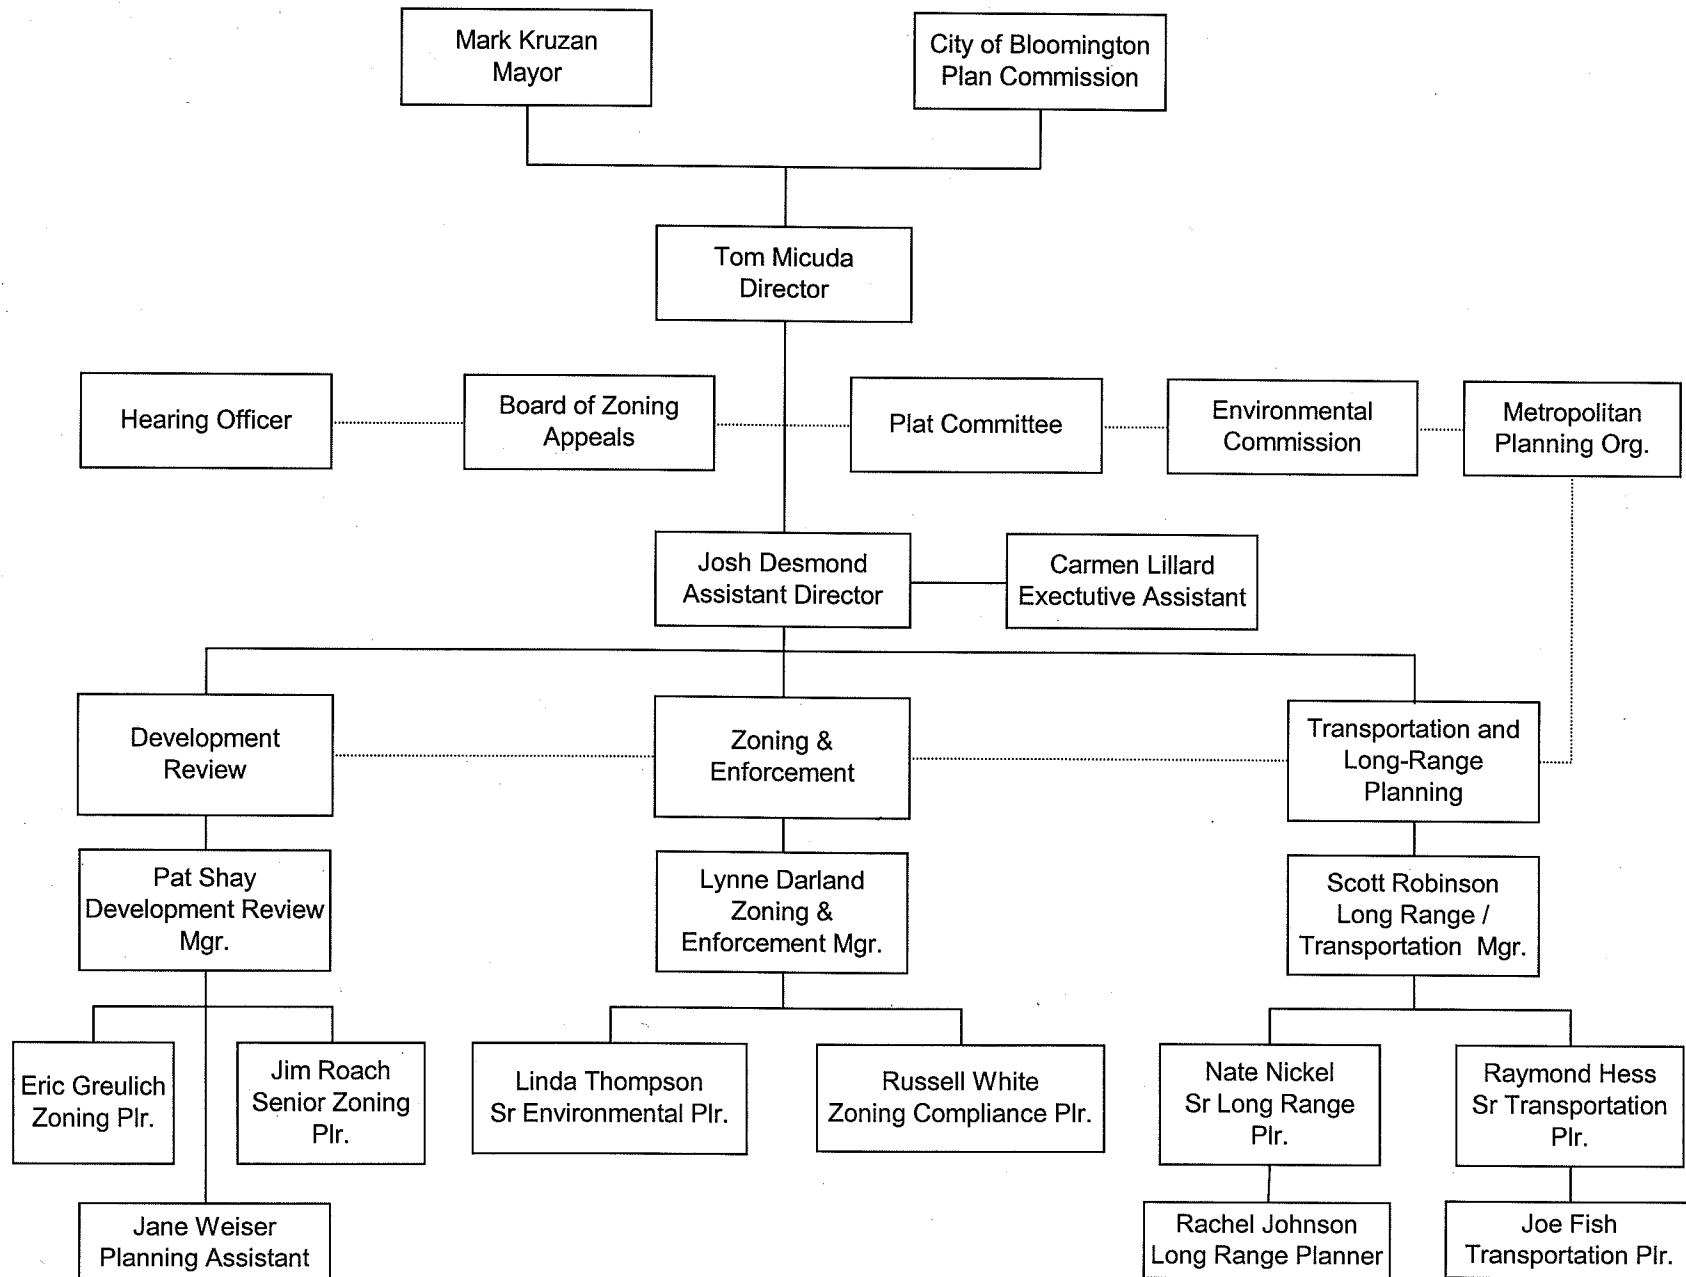 Mark Kruzan
Mayor
City of Bloomington
Plan Commission
Tom Micuda
Director
Hearing Officer
Board of Zoning
Appeals
Plat Committee
Environmental
Commission
Metropolitan
Planning Org.
Josh Desmond
Assistant Director
Carmen Lillard
Exectutive Assistant
Development
Review
Zoning &
Enforcement
Transportation and
Long-Range
Planning
Pat Shay
Development Review
Mgr.
Lynne Darland
Zoning &
Enforcement Mgr.
Scott Robinson
Long Range /
Transportation Mgr.
Eric Greulich
Zoning Plr.
Jim Roach
Senior Zoning
Plr.
Linda Thompson
Sr Environmental Plr.
Russell White
Zoning Compliance Plr.
Nate Nickel
Sr Long Range
Plr.
Raymond Hess
Sr Transportation
Plr.
Jane Weiser
Planning Assistant
Rachel Johnson
Long Range Planner
Joe Fish
Transportation Plr.